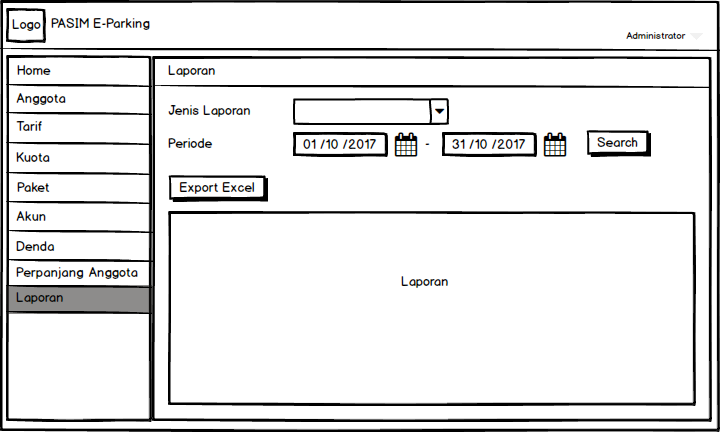 Logo PASIM E-Parking
Administrator
Home
Anggota
Tarif
Kuota
Paket
Akun
Denda
Perpanjang Anggota
Laporan
Laporan
Jenis Laporan
Periode 01 /10 /2017 - 31 /10 /2017 Search
Export Excel
Laporan